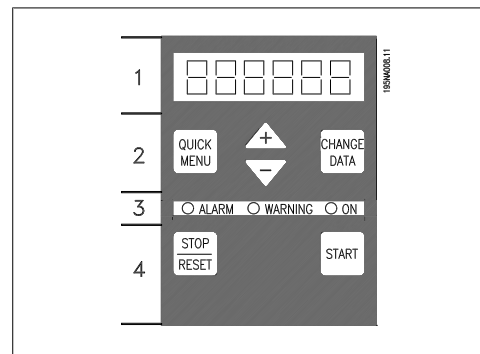 1
195NA008.11
2
QUICK
MENU
+
−
CHANGE
DATA
3
ALARM WARNING ON
4
STOP
RESET
START